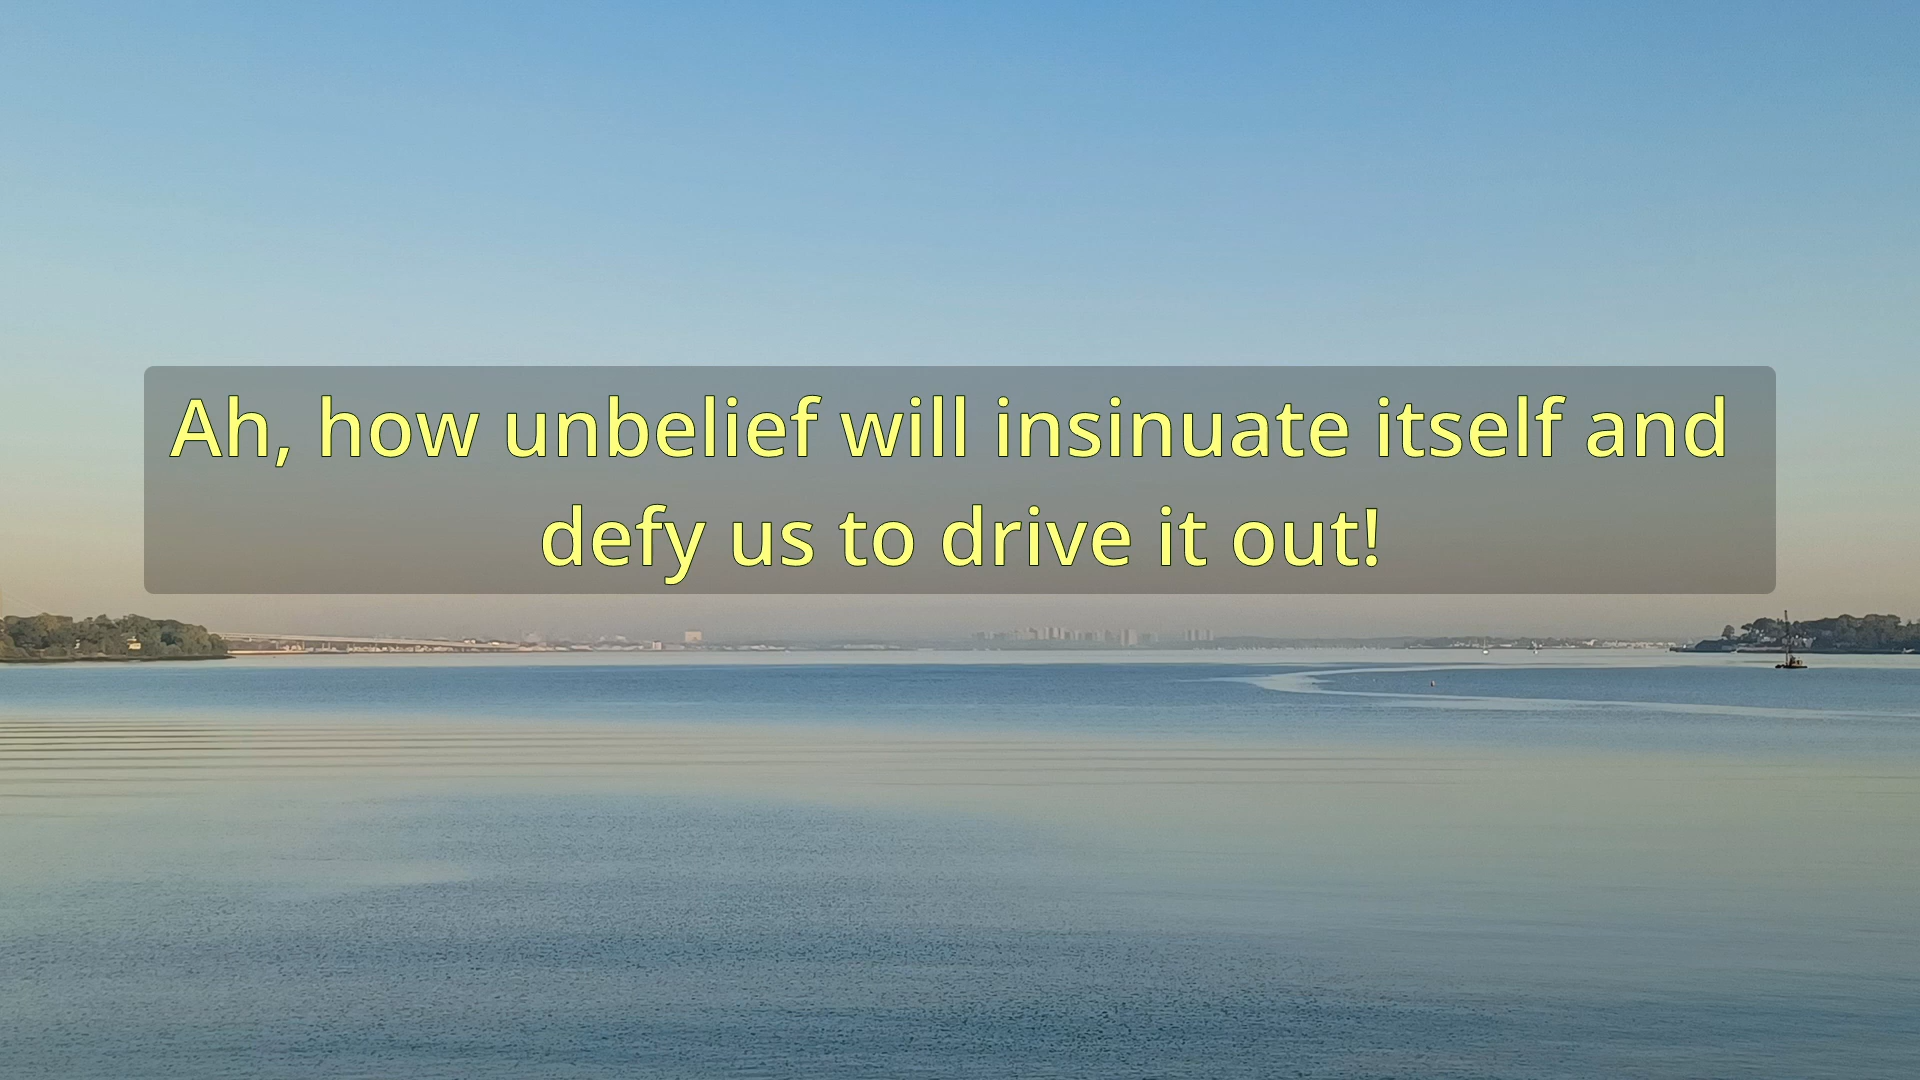 Ah, how unbelief will insinuate itself and
defy us to drive it out!